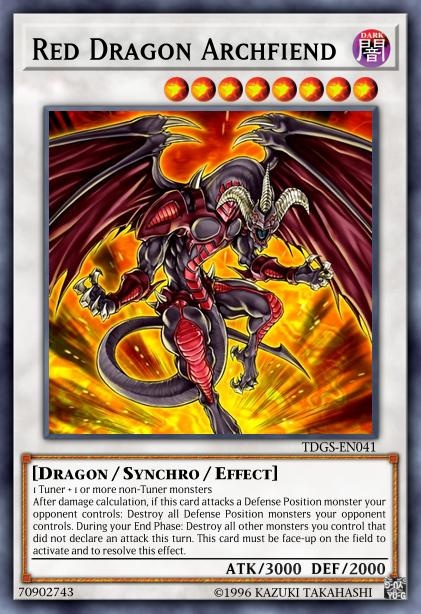 RED DRAGON ARCHFIEND
DARK
闇
TDGS-EN041
[DRAGON / SYNCHRO / EFFECT]
1 Tuner + 1 or more non-Tuner monsters
After damage calculation, if this card attacks a Defense Position monster your
opponent controls: Destroy all Defense Position monsters your opponent
controls. During your End Phase: Destroy all other monsters you control that
did not declare an attack this turn. This card must be face-up on the field to
activate and to resolve this effect.
ATK/3000 DEF/2000
70902743
©1996 KAZUKI TAKAHASHI